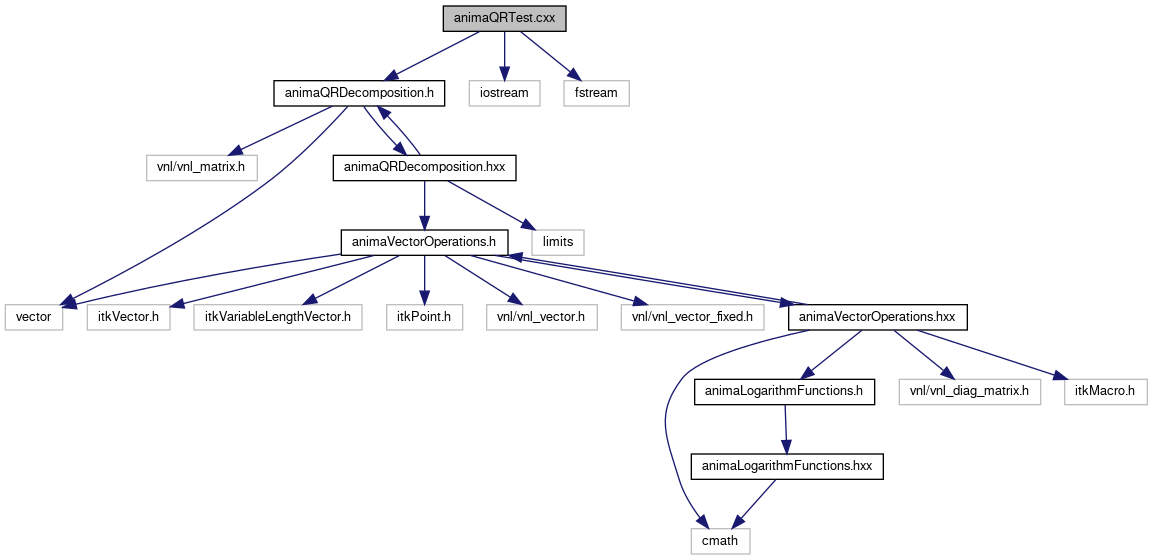 animaQRTest.cxx
animaQRDecomposition.h
iostream
fstream
vnl/vnl_matrix.h
animaQRDecomposition.hxx
animaVectorOperations.h
limits
vector
itkVector.h
itkVariableLengthVector.h
itkPoint.h
vnl/vnl_vector.h
vnl/vnl_vector_fixed.h
animaVectorOperations.hxx
animaLogarithmFunctions.h
vnl/vnl_diag_matrix.h
itkMacro.h
animaLogarithmFunctions.hxx
cmath